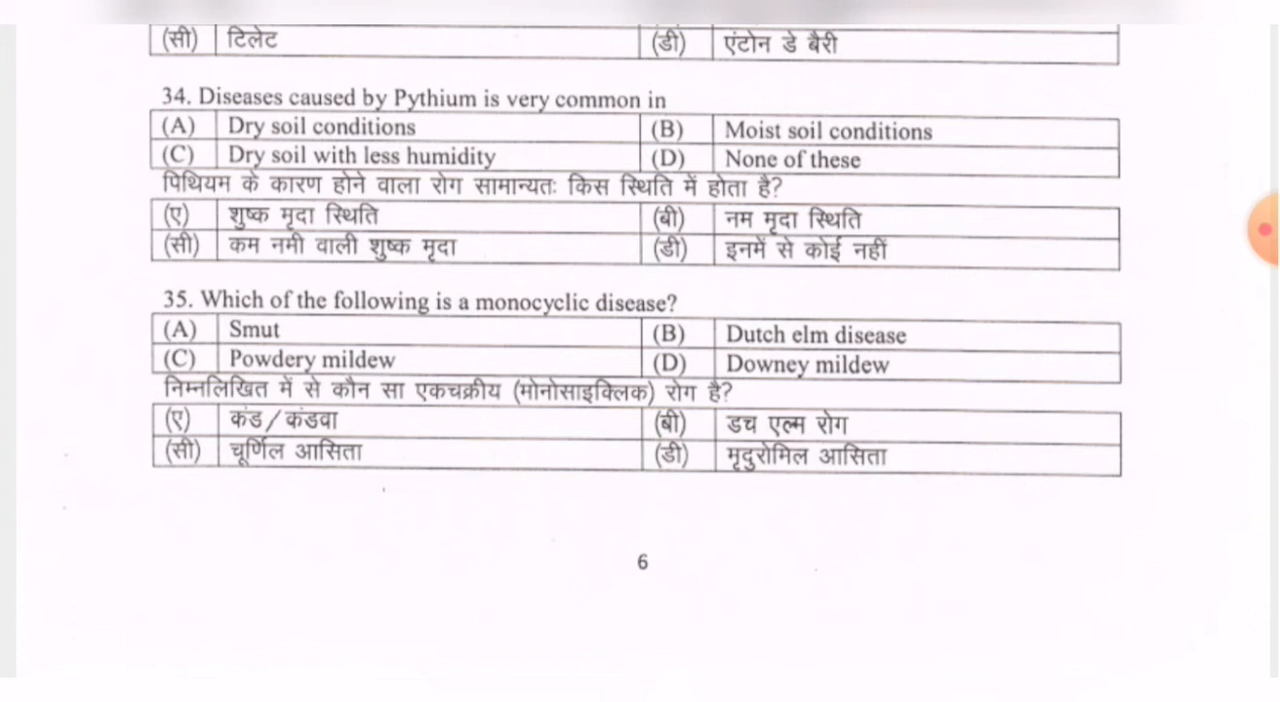 (सी) टिलेट (डी) एंटोन डे बैरी
34. Diseases caused by Pythium is very common in
(A) Dry soil conditions (B) Moist soil conditions
(C) Dry soil with less humidity (D) None of these
पिथियम के कारण होने वाला रोग सामान्यतः किस स्थिति में होता है?
(ए) शुष्क मृदा स्थिति (बी) नम मृदा स्थिति
(सी) कम नमी वाली शुष्क मृदा (डी) इनमें से कोई नहीं
35. Which of the following is a monocyclic disease?
(A) Smut (B) Dutch elm disease
(C) Powdery mildew (D) Downey mildew
निम्नलिखित में से कौन सा एकचक्रीय (मोनोसाइक्लिक) रोग है?
(ए) कंड/कंडवा (बी) डच एल्म रोग
(सी) चूर्णिल आसिता (डी) मृदुरोमिल आसिता
6